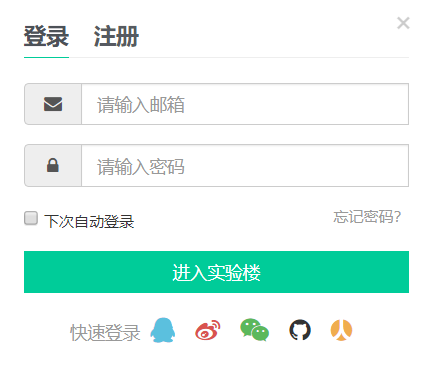 登录 注册
请输入邮箱
请输入密码
下次自动登录 忘记密码?
进入实验楼
快速登录